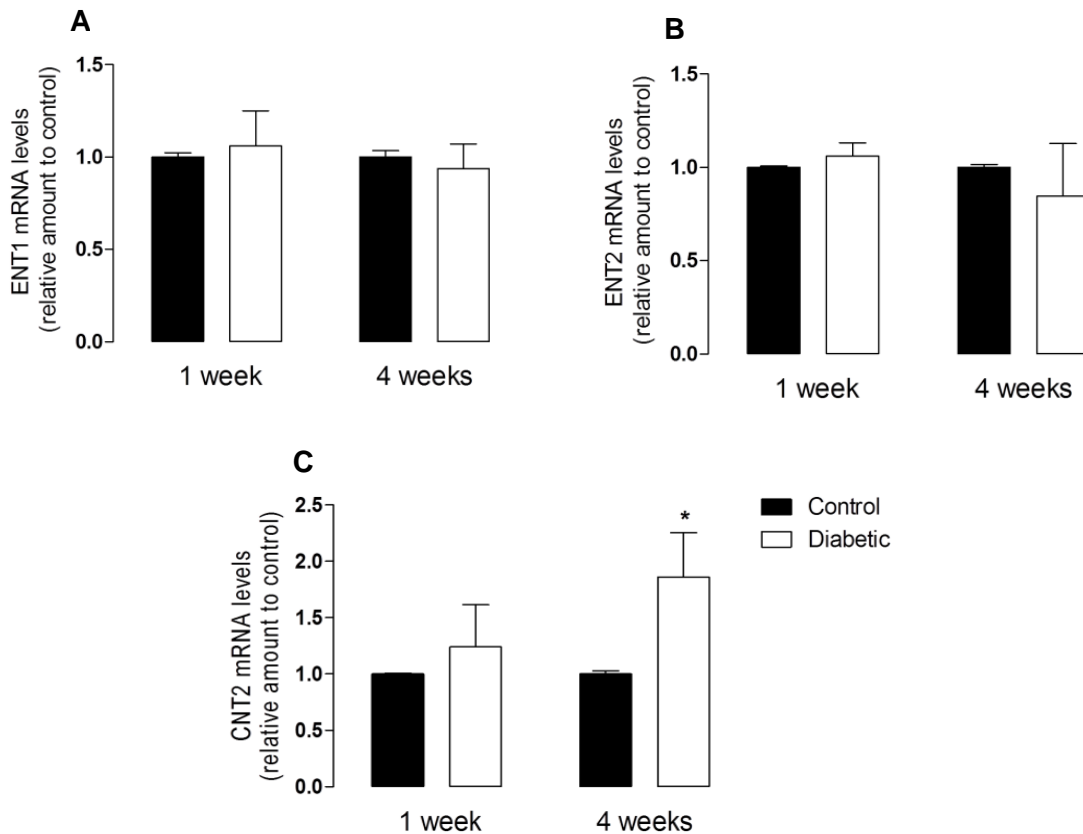 A
ENT1 mRNA levels
(relative amount to control)
1.5
1.0
0.5
0.0
1 week
4 weeks
B
ENT2 mRNA levels
(relative amount to control)
1.5
1.0
0.5
0.0
1 week
4 weeks
C
CNT2 mRNA levels
(relative amount to control)
2.5
2.0
1.5
1.0
0.5
0.0
*
1 week
4 weeks
Control
Diabetic